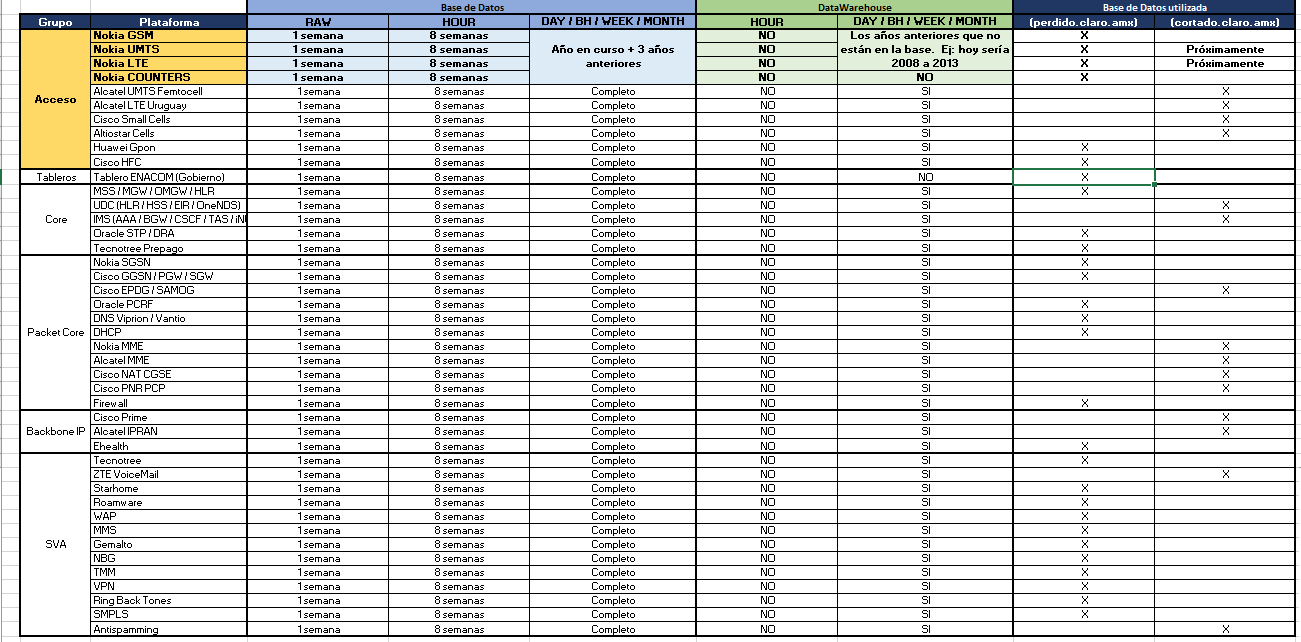 Base de Datos DataWarehouse Base de Datos utilizada
Grupo Plataforma RAW HOUR DAY / BH / WEEK / MONTH HOUR DAY / BH / WEEK / MONTH (perdido.claro.amx) (cortado.claro.amx)
Nokia GSM 1 semana 8 semanas NO Los años anteriores que no X
Nokia UMTS 1 semana 8 semanas Año en curso + 3 años NO están en la base. Ej: hoy sería X Próximamente
Nokia LTE 1 semana 8 semanas anteriores NO 2008 a 2013 X Próximamente
Nokia COUNTERS 1 semana 8 semanas NO NO X
Alcatel UMTS Femtocell 1 semana 8 semanas Completo NO SI X
Acceso
Alcatel LTE Uruguay 1 semana 8 semanas Completo NO SI X
Cisco Small Cells 1 semana 8 semanas Completo NO SI X
Altiostar Cells 1 semana 8 semanas Completo NO SI X
Huawei Gpon 1 semana 8 semanas Completo NO SI X
Cisco HFC 1 semana 8 semanas Completo NO SI X
Tableros Tablero ENACOM (Gobierno) 1 semana 8 semanas Completo NO NO X
MSS / MGW / OMGW / HLR 1 semana 8 semanas Completo NO SI X
UDC (HLR / HSS / EIR / OneNDS) 1 semana 8 semanas Completo NO SI X
Core IMS (AAA / BGW / CSCF / TAS / iNU 1 semana 8 semanas Completo NO SI X
Oracle STP / DRA 1 semana 8 semanas Completo NO SI X
Tecnotree Prepago 1 semana 8 semanas Completo NO SI X
Nokia SGSN 1 semana 8 semanas Completo NO SI X
Cisco GGSN / PGW / SGW 1 semana 8 semanas Completo NO SI X
Cisco EPDG / SAMOG 1 semana 8 semanas Completo NO SI X
Oracle PCRF 1 semana 8 semanas Completo NO SI X
DNS Viprion / Vantio 1 semana 8 semanas Completo NO SI X
Packet Core DHCP 1 semana 8 semanas Completo NO SI X
Nokia MME 1 semana 8 semanas Completo NO SI X
Alcatel MME 1 semana 8 semanas Completo NO SI X
Cisco NAT CGSE 1 semana 8 semanas Completo NO SI X
Cisco PNR PCP 1 semana 8 semanas Completo NO SI X
Firewall 1 semana 8 semanas Completo NO SI X
Cisco Prime 1 semana 8 semanas Completo NO SI X
Backbone IP Alcatel IPRAN 1 semana 8 semanas Completo NO SI X
Ehealth 1 semana 8 semanas Completo NO SI X
Tecnotree 1 semana 8 semanas Completo NO SI X
ZTE VoiceMail 1 semana 8 semanas Completo NO SI X
Starhome 1 semana 8 semanas Completo NO SI X
Roamware 1 semana 8 semanas Completo NO SI X
WAP 1 semana 8 semanas Completo NO SI X
MMS 1 semana 8 semanas Completo NO SI X
SVA Gemalto 1 semana 8 semanas Completo NO SI X
NBG 1 semana 8 semanas Completo NO SI X
TMM 1 semana 8 semanas Completo NO SI X
VPN 1 semana 8 semanas Completo NO SI X
Ring Back Tones 1 semana 8 semanas Completo NO SI X
SMPLS 1 semana 8 semanas Completo NO SI X
Antispamming 1 semana 8 semanas Completo NO SI X